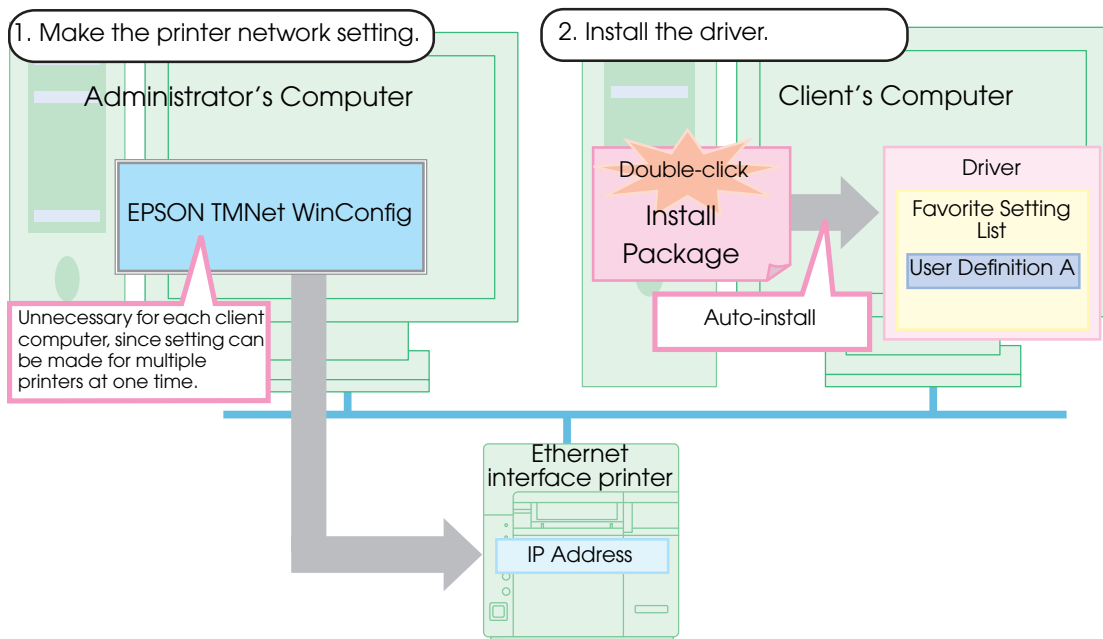 1. Make the printer network setting.
Administrator's Computer
EPSON TMNet WinConfig
Unnecessary for each client
computer, since setting can
be made for multiple
printers at one time.
2. Install the driver.
Client's Computer
Double-click
Install
Package
Auto-install
Driver
Favorite Setting
List
User Definition A
Ethernet
interface printer
IP Address